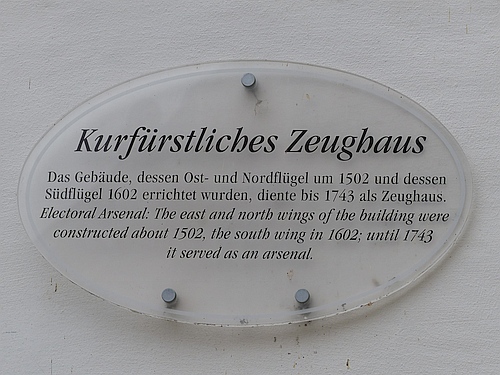 Kurfürstliches Zeughaus
Das Gebäude, dessen Ost- und Nordflügel um 1502 und dessen
Südflügel 1602 errichtet wurden, diente bis 1743 als Zeughaus.
Electoral Arsenal: The east and north wings of the building were
constructed about 1502, the south wing in 1602; until 1743
it served as an arsenal.